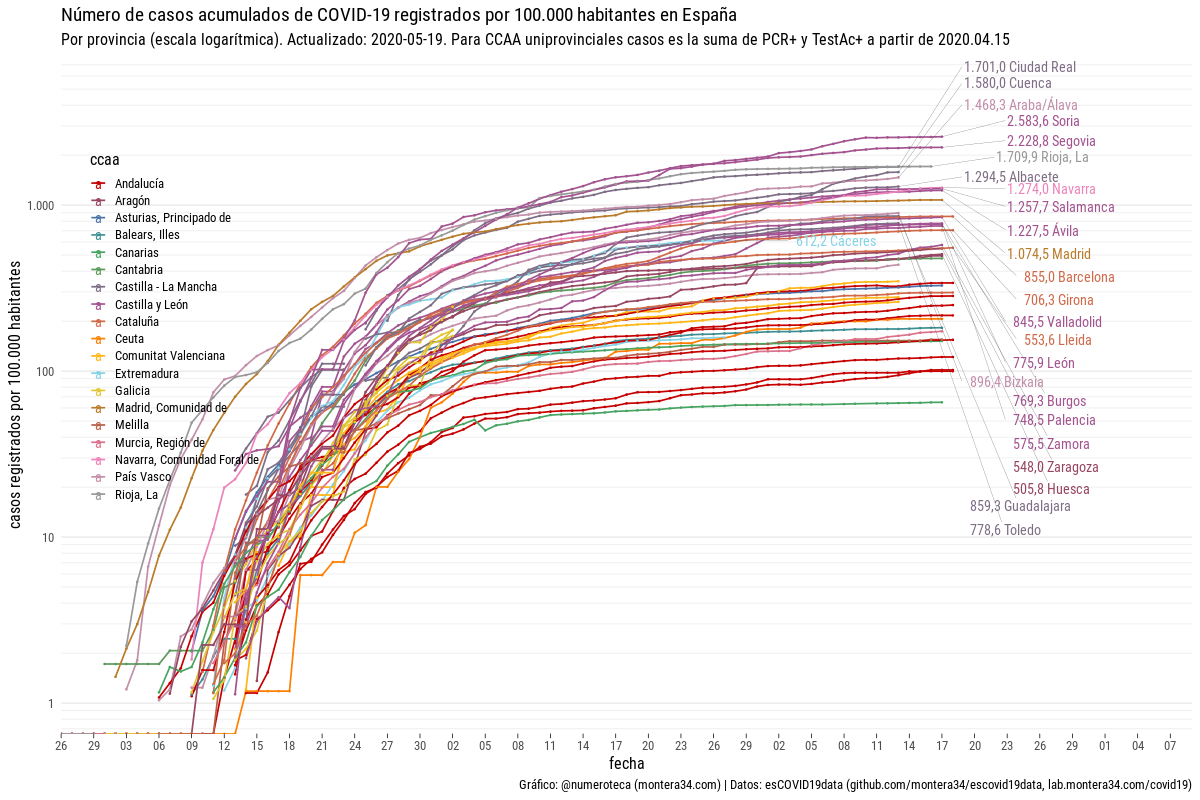 Número de casos acumulados de COVID-19 registrados por 100.000 habitantes en España
Por provincia (escala logarítmica). Actualizado: 2020-05-19. Para CCAA uniprovinciales casos es la suma de PCR+ y TestAc+ a partir de 2020.04.15
casos registrados por 100.000 habitantes
1.000
100
10
1
ccaa
Andalucía
Aragón
Asturias, Principado de
Balears, Illes
Canarias
Cantabria
Castilla - La Mancha
Castilla y León
Cataluña
Ceuta
Comunitat Valenciana
Extremadura
Galicia
Madrid, Comunidad de
Melilla
Murcia, Región de
Navarra, Comunidad Foral de
País Vasco
Rioja, La
1.701,0 Ciudad Real
1.580,0 Cuenca
1.468,3 Araba/Álava
2.583,6 Soria
2.228,8 Segovia
1.709,9 Rioja, La
1.294,5 Albacete
1.274,0 Navarra
1.257,7 Salamanca
1.227,5 Ávila
612,2 Cáceres
1.074,5 Madrid
855,0 Barcelona
706,3 Girona
845,5 Valladolid
553,6 Lleida
775,9 León
896,4 Bizkaia
769,3 Burgos
748,5 Palencia
575,5 Zamora
548,0 Zaragoza
505,8 Huesca
859,3 Guadalajara
778,6 Toledo
26 29 03 06 09 12 15 18 21 24 27 30 02 05 08 11 14 17 20 23 26 29 02 05 08 11 14 17 20 23 26 29 01 04 07
fecha
Gráfico: @numeroteca (montera34.com) | Datos: esCOVID19data (github.com/montera34/escovid19data, lab.montera34.com/covid19)